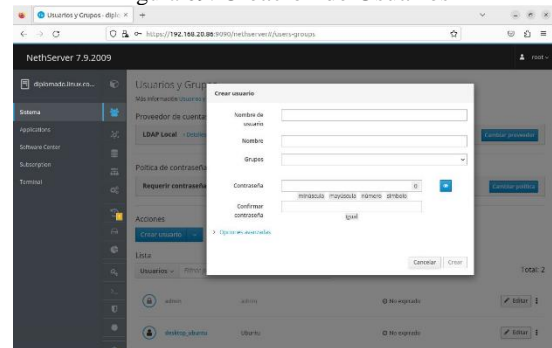 Usuarios y Grupos - diplo
https://192.168.20.86:9090/nethserver#/users-groups
NethServer 7.9.2009
root
diplomado.linux.co...
Sistema
Applications
Software Center
Subscription
Terminal
Usuarios y Grup
Proveedor de cuenta
LDAP Local
Cambiar proveedor
Política de contraseña
Requerir contraseña
Cambiar política
Acciones
Crear usuario
Lista
Usuarios
Total: 2
admin
admin
No expirado
Editar
desktop_ubuntu
Ubuntu
No expirado
Editar
Crear usuario
Nombre de
usuario
Nombre
Grupos
Contraseña
0
minúscula mayúscula número símbolo
Confirmar
contraseña
igual
Opciones avanzadas
Cancelar
Crear